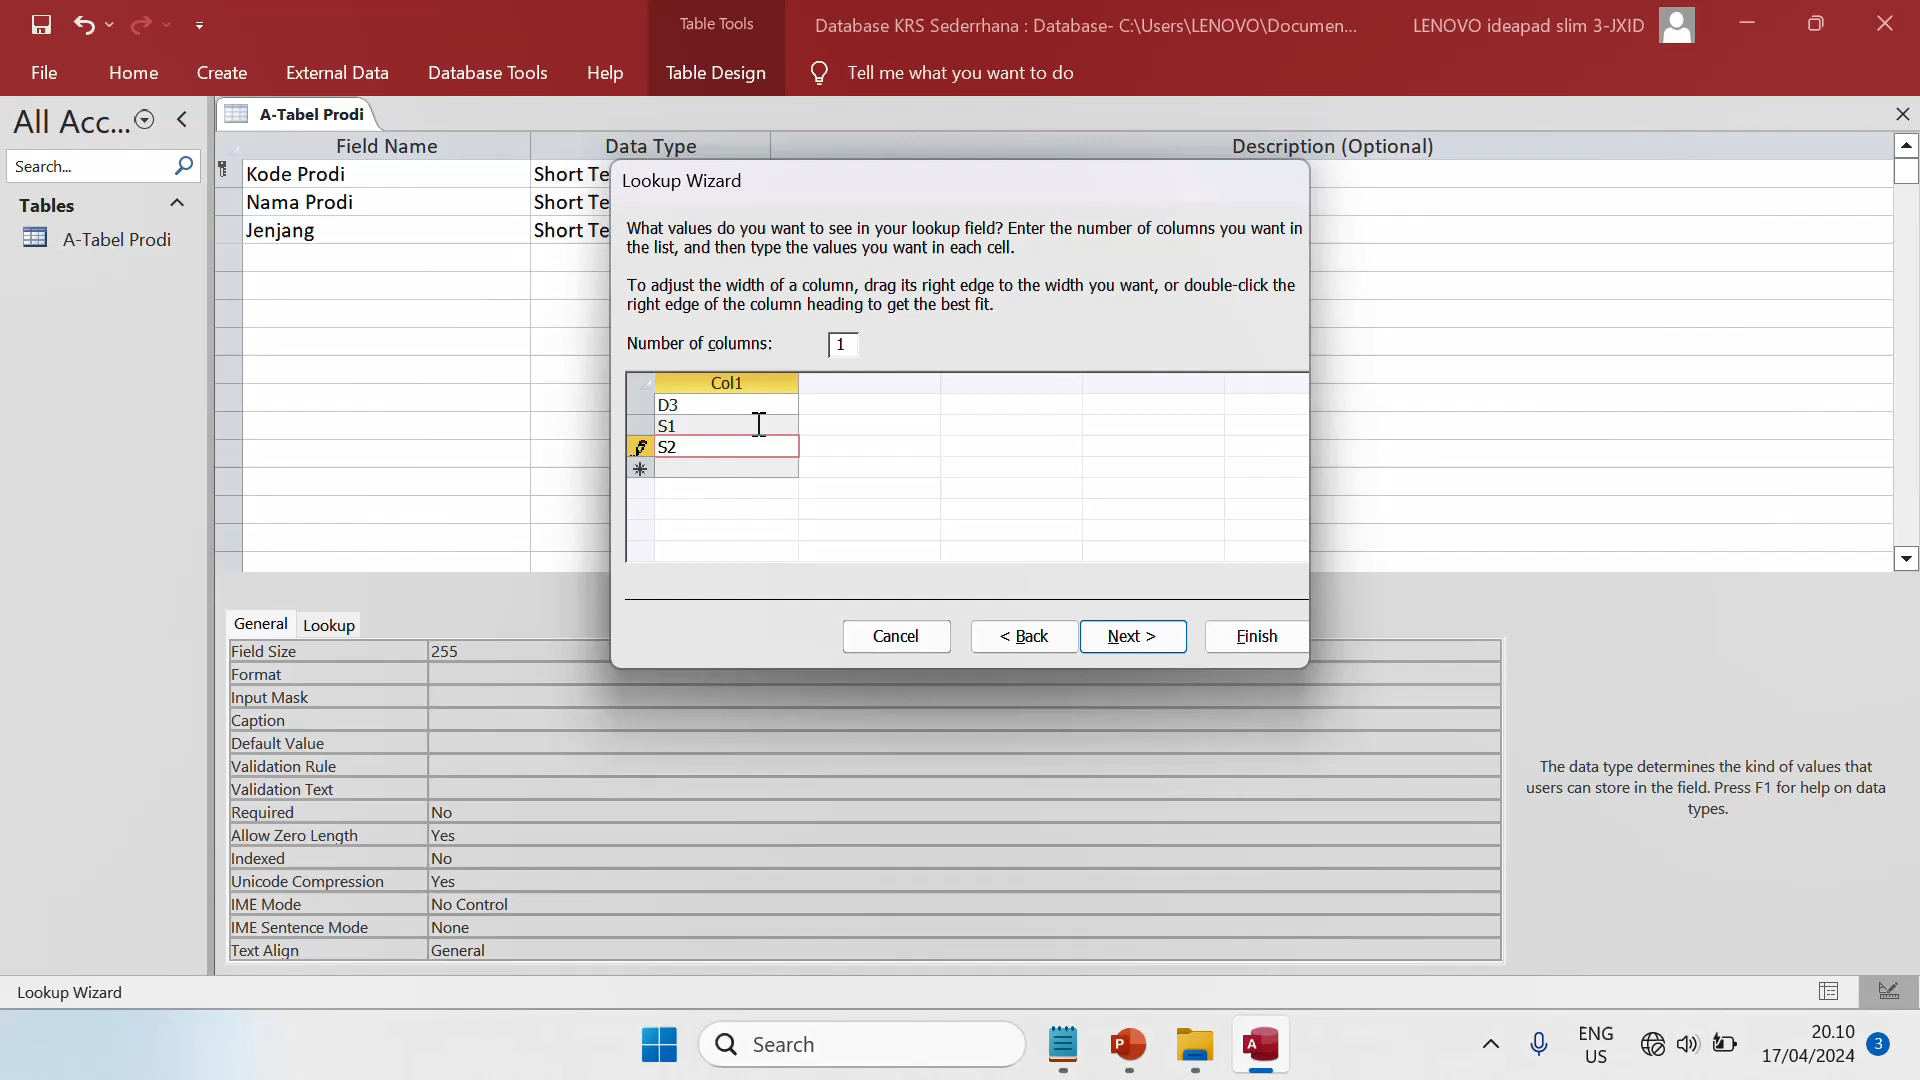 Table Tools
Database KRS Sederrhana : Database- C:\Users\LENOVO\Documen...
LENOVO ideapad slim 3-JXID
File
Home
Create
External Data
Database Tools
Help
Table Design
Tell me what you want to do
All Acc...
A-Tabel Prodi
Search...
Tables
A-Tabel Prodi
Field Name
Data Type
Description (Optional)
Kode Prodi
Short Te
Nama Prodi
Short Te
Jenjang
Short Te
Lookup Wizard
What values do you want to see in your lookup field? Enter the number of columns you want in
the list, and then type the values you want in each cell.
To adjust the width of a column, drag its right edge to the width you want, or double-click the
right edge of the column heading to get the best fit.
Number of columns:
1
Col1
D3
S1
S2
Cancel
< Back
Next >
Finish
General
Lookup
Field Size
255
Format
Input Mask
Caption
Default Value
Validation Rule
Validation Text
Required
No
Allow Zero Length
Yes
Indexed
No
Unicode Compression
Yes
IME Mode
No Control
IME Sentence Mode
None
Text Align
General
The data type determines the kind of values that
users can store in the field. Press F1 for help on data
types.
Lookup Wizard
Search
A
ENG
US
20.10
17/04/2024
3